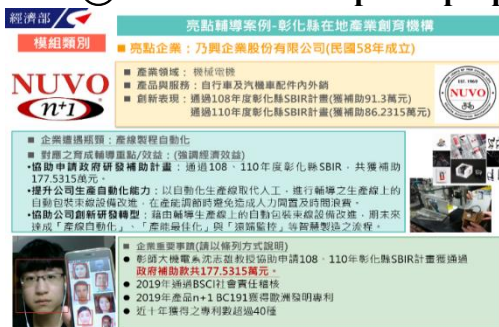 經濟部
亮點輔導案例-彰化縣在地產業創育機構
模組類別
■ 亮點企業：乃興企業股份有限公司(民國58年成立)
NUVO
n+1
■ 產業領域：機械電機
■ 產品與服務：自行車及汽機車配件內外銷
■ 創新表現：通過108年度彰化縣SBIR計畫(獲補助91.3萬元)
通過110年度彰化縣SBIR計畫(獲補助86.2315萬元)
NUVO
■ 企業遭遇瓶頸：產線製程自動化
■ 對應之育成輔導重點/效益：(強調經濟效益)
•協助申請政府研發補助計畫：通過108、110年度彰化縣SBIR，共獲補助
177.5315萬元。
•提升公司生產自動化能力：以自動化生產線取代人工，進行輔導之生產線上的
自動包裝束線設備改進，在產能調節時避免造成人力閒置及時間浪費。
•協助公司創新研發轉型：藉由輔導生產線上的自動包裝束線設備改進，期未來
達成「產線自動化」、「產能最佳化」與「遠端監控」等智慧製造之流程。
■ 企業重要事蹟(請以條列方式說明)
● 彰師大機電系沈志雄教授協助申請108、110年彰化縣SBIR計畫獲通過
政府補助款共177.5315萬元。
● 2019年通過BSCI社會責任稽核
● 2019年產品n+1 BC191獲得歐洲發明專利
● 近十年獲得之專利數超過40種